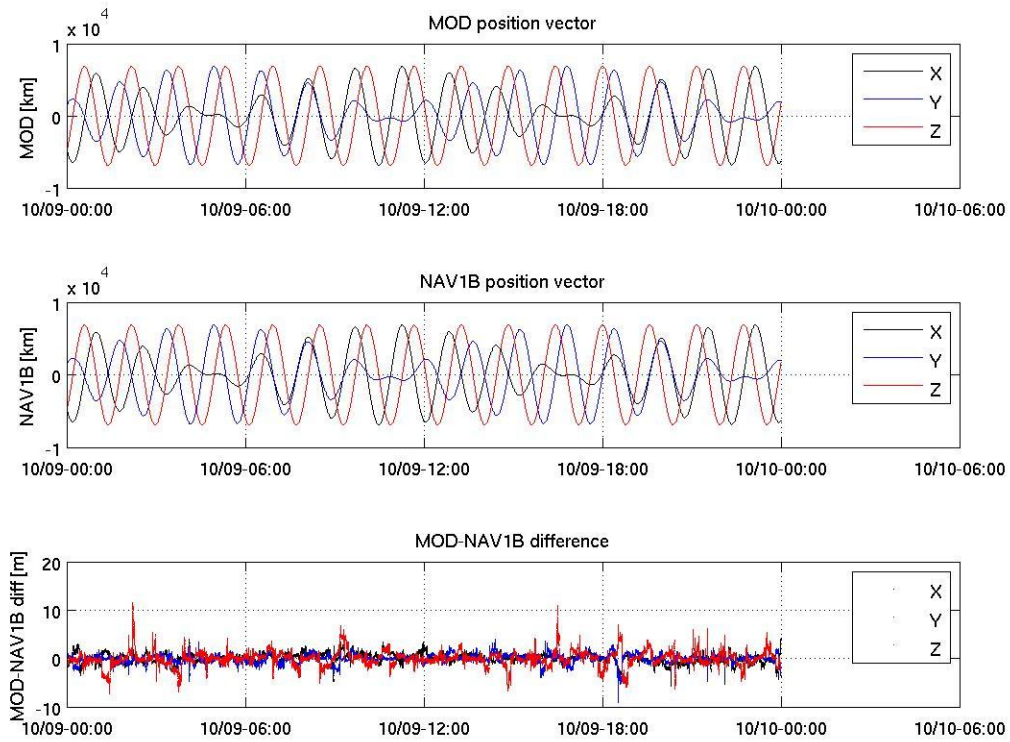 x 10^4
MOD position vector
1
0
-1
MOD [km]
X
Y
Z
10/09-00:00 10/09-06:00 10/09-12:00 10/09-18:00 10/10-00:00 10/10-06:00
x 10^4
NAV1B position vector
1
0
-1
NAV1B [km]
X
Y
Z
10/09-00:00 10/09-06:00 10/09-12:00 10/09-18:00 10/10-00:00 10/10-06:00
MOD-NAV1B difference
20
10
0
-10
MOD-NAV1B diff [m]
X
Y
Z
10/09-00:00 10/09-06:00 10/09-12:00 10/09-18:00 10/10-00:00 10/10-06:00